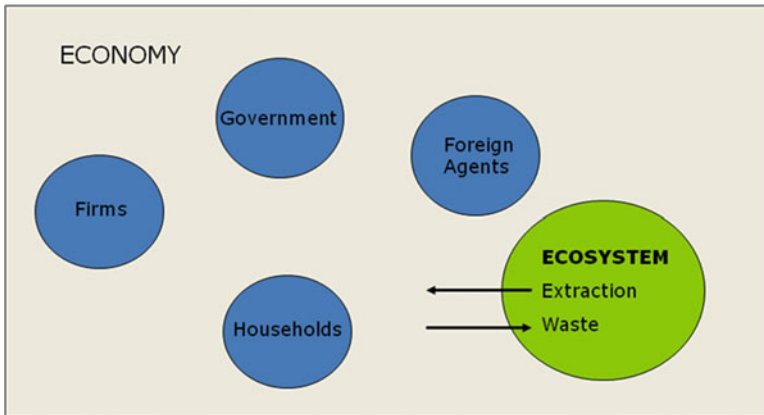 ECONOMY
Government
Foreign
Agents
Firms
ECOSYSTEM
Extraction
Waste
Households